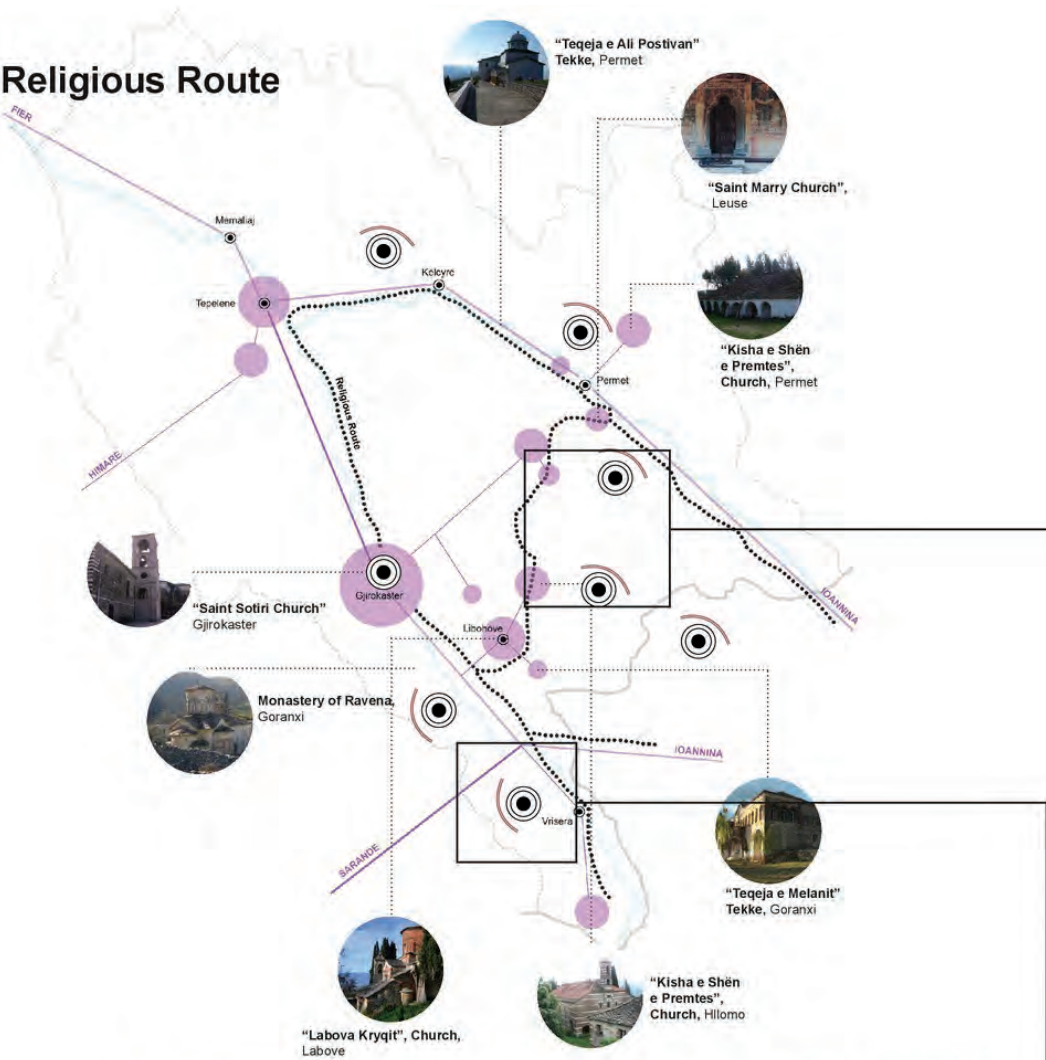 Religious Route
"Teqeja e Ali Postivan"
Tekke, Permet
FIER
"Saint Marry Church",
Leuse
Memaliaj
Kelcyre
Tepelene
"Kisha e Shën
e Premtes",
Church, Permet
Permet
Religious Route
HIMARE
"Saint Sotiri Church"
Gjirokaster
Gjirokaster
IOANNINA
Libohove
Monastery of Ravena,
Goranxi
IOANNINA
Vrisera
SARANDE
"Teqeja e Melanit"
Tekke, Goranxi
"Labova Kryqit", Church,
Labove
"Kisha e Shën
e Premtes",
Church, Hllomo